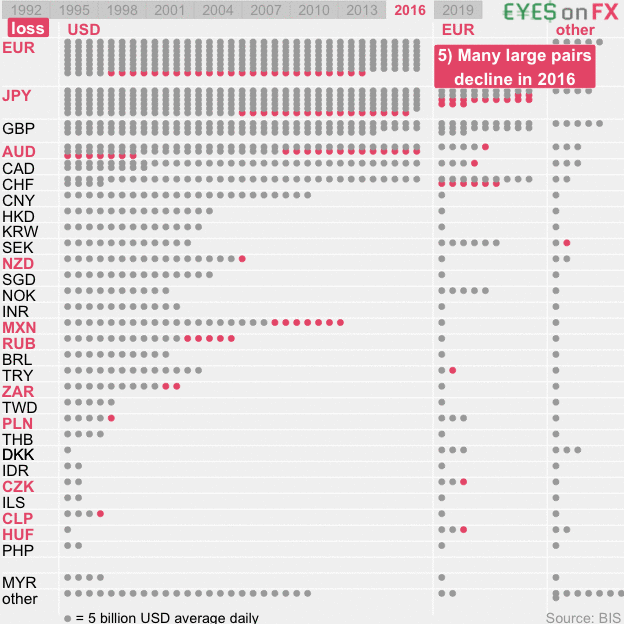 1992 1995 1998 2001 2004 2007 2010 2013 2016 2019 EYES on FX
loss USD EUR other
EUR
5) Many large pairs
decline in 2016
JPY
GBP
AUD
CAD
CHF
CNY
HKD
KRW
SEK
NZD
SGD
NOK
INR
MXN
RUB
BRL
TRY
ZAR
TWD
PLN
THB
DKK
IDR
CZK
ILS
CLP
HUF
PHP
MYR
other
= 5 billion USD average daily
Source: BIS